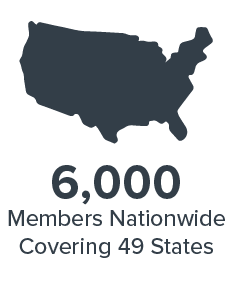 6,000
Members Nationwide
Covering 49 States